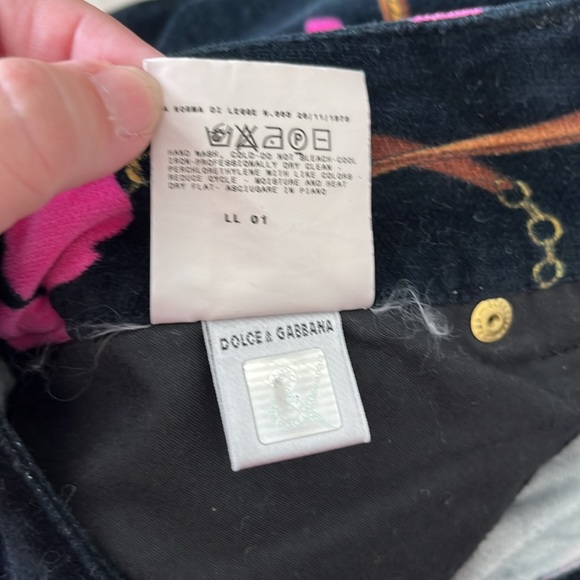 A NORMA DI LEGGE N.883 26/11/1973
HAND WASH, COLD-DO NOT BLEACH-COOL
IRON-PROFESSIONALLY DRY CLEAN -
PERCHLOROETHYLENE WITH LIKE COLORS -
REDUCE CYCLE - MOISTURE AND HEAT
DRY FLAT- ASCIUGARE IN PIANO
LL 01
DOLCE & GABBANA